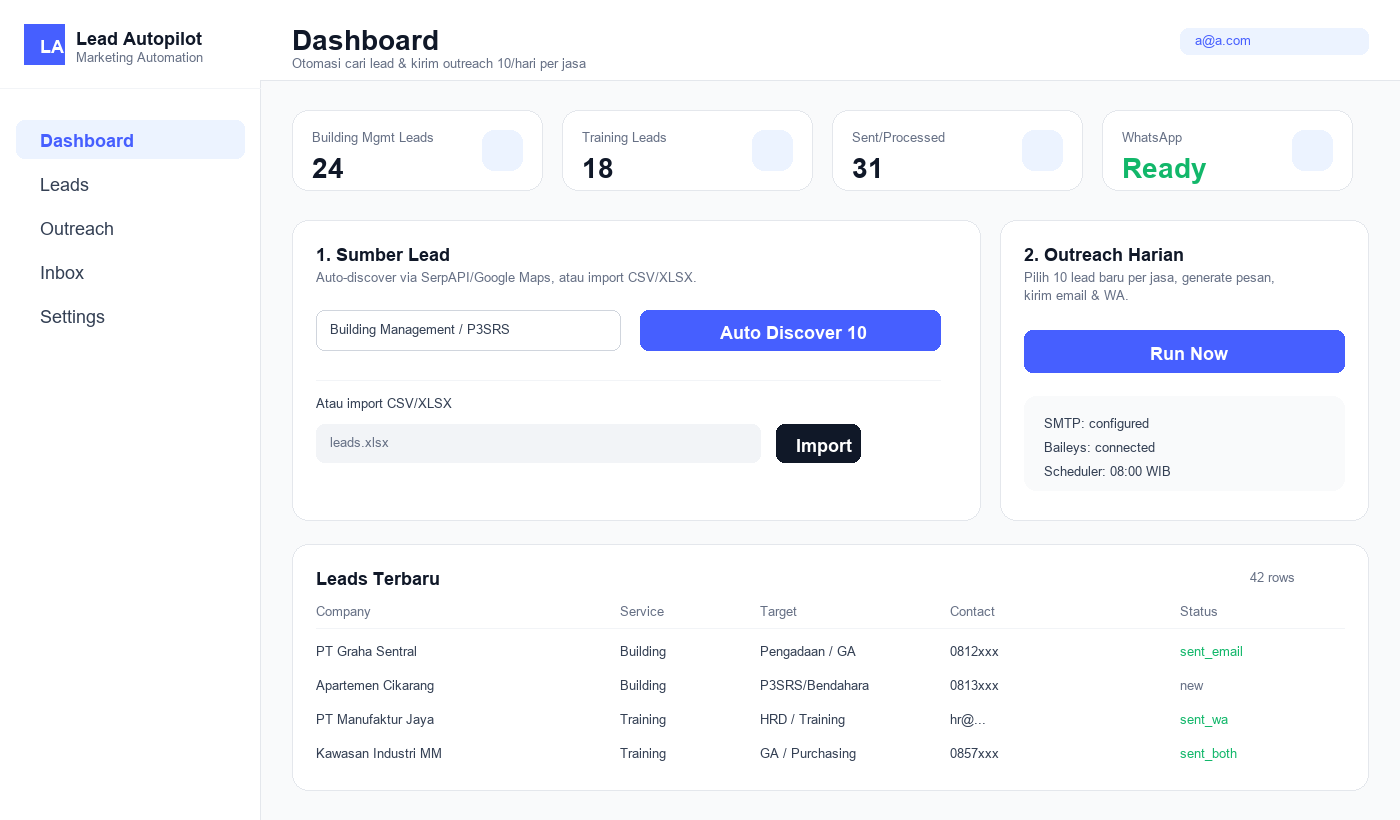 LA
Lead Autopilot
Marketing Automation
Dashboard
Leads
Outreach
Inbox
Settings
Dashboard
Otomasi cari lead & kirim outreach 10/hari per jasa
a@a.com
Building Mgmt Leads
24
Training Leads
18
Sent/Processed
31
WhatsApp
Ready
1. Sumber Lead
Auto-discover via SerpAPI/Google Maps, atau import CSV/XLSX.
Building Management / P3SRS
Auto Discover 10
Atau import CSV/XLSX
leads.xlsx
Import
2. Outreach Harian
Pilih 10 lead baru per jasa, generate pesan,
kirim email & WA.
Run Now
SMTP: configured
Baileys: connected
Scheduler: 08:00 WIB
Leads Terbaru
42 rows
Company Service Target Contact Status
PT Graha Sentral Building Pengadaan / GA 0812xxx sent_email
Apartemen Cikarang Building P3SRS/Bendahara 0813xxx new
PT Manufaktur Jaya Training HRD / Training hr@... sent_wa
Kawasan Industri MM Training GA / Purchasing 0857xxx sent_both